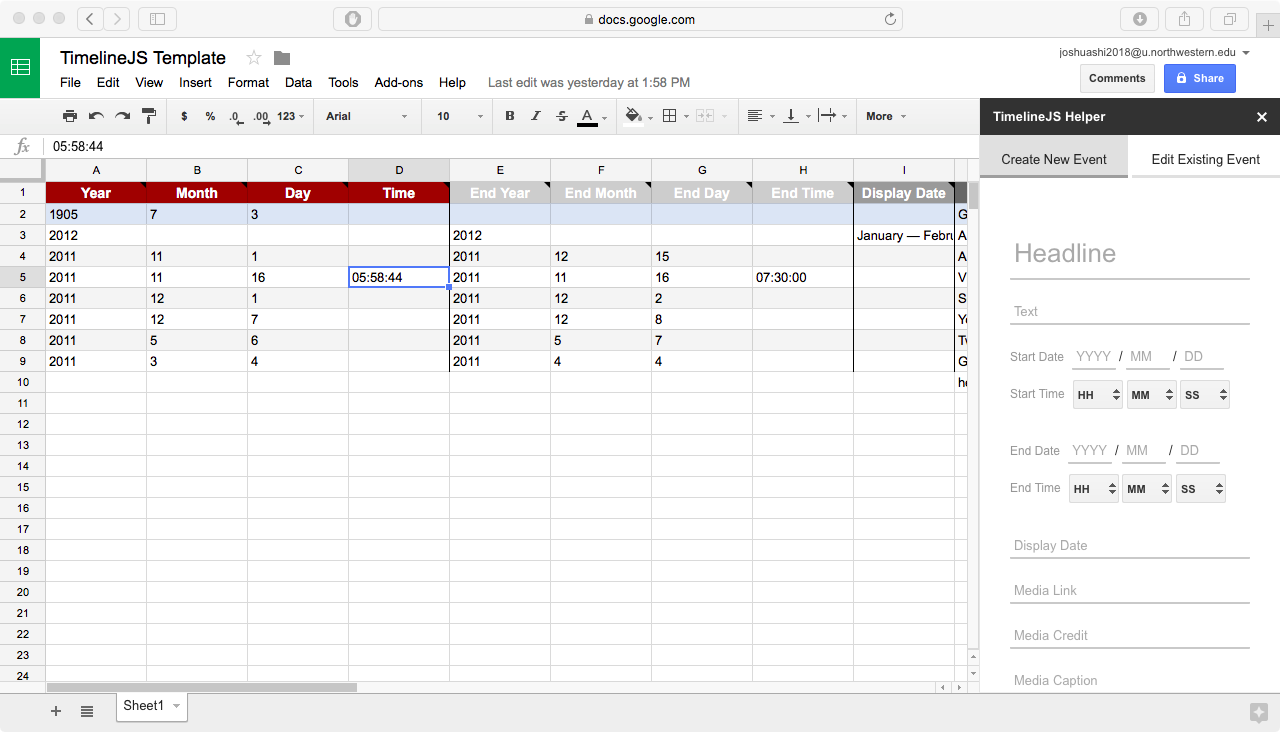 docs.google.com
TimelineJS Template
joshuashi2018@u.northwestern.edu
File Edit View Insert Format Data Tools Add-ons Help Last edit was yesterday at 1:58 PM
Comments Share
$ % .0 .00 123 Arial 10 B I S A More
TimelineJS Helper ×
fx 05:58:44
Create New Event Edit Existing Event
A B C D E F G H I
1 Year Month Day Time End Year End Month End Day End Time Display Date
2 1905 7 3 G
3 2012 2012 January — Febru A
4 2011 11 1 2011 12 15 A
5 2011 11 16 05:58:44 2011 11 16 07:30:00 V
6 2011 12 1 2011 12 2 S
7 2011 12 7 2011 12 8 Yo
8 2011 5 6 2011 5 7 Tv
9 2011 3 4 2011 4 4 G
10 he
11
12
13
14
15
16
17
18
19
20
21
22
23
24
Headline
Text
Start Date YYYY / MM / DD
Start Time HH MM SS
End Date YYYY / MM / DD
End Time HH MM SS
Display Date
Media Link
Media Credit
Media Caption
+ Sheet1